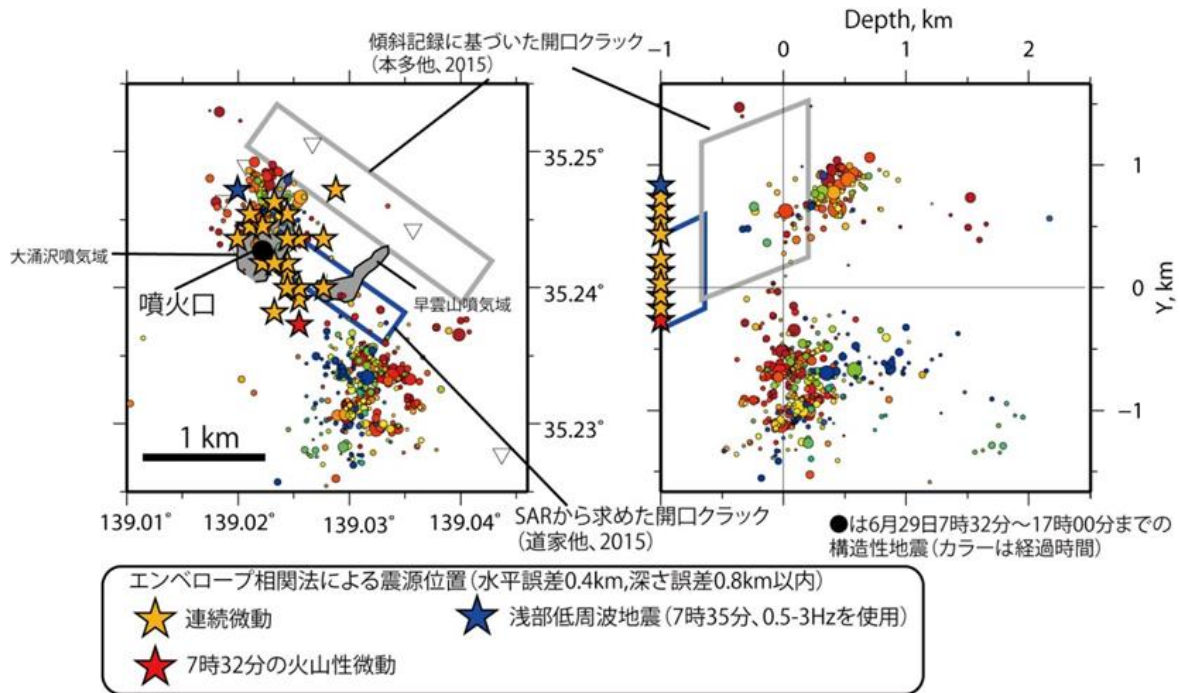 Depth, km
傾斜記録に基づいた開口クラック
(本多他、2015)
−1
0
1
2
35.25°
35.24°
35.23°
1
0
−1
Y, km
大涌沢噴気域
噴火口
早雲山噴気域
1 km
139.01°
139.02°
139.03°
139.04°
SARから求めた開口クラック
(道家他、2015)
●は6月29日7時32分〜17時00分までの
構造性地震(カラーは経過時間)
エンベロープ相関法による震源位置(水平誤差0.4km,深さ誤差0.8km以内)
連続微動
浅部低周波地震(7時35分、0.5-3Hzを使用)
7時32分の火山性微動